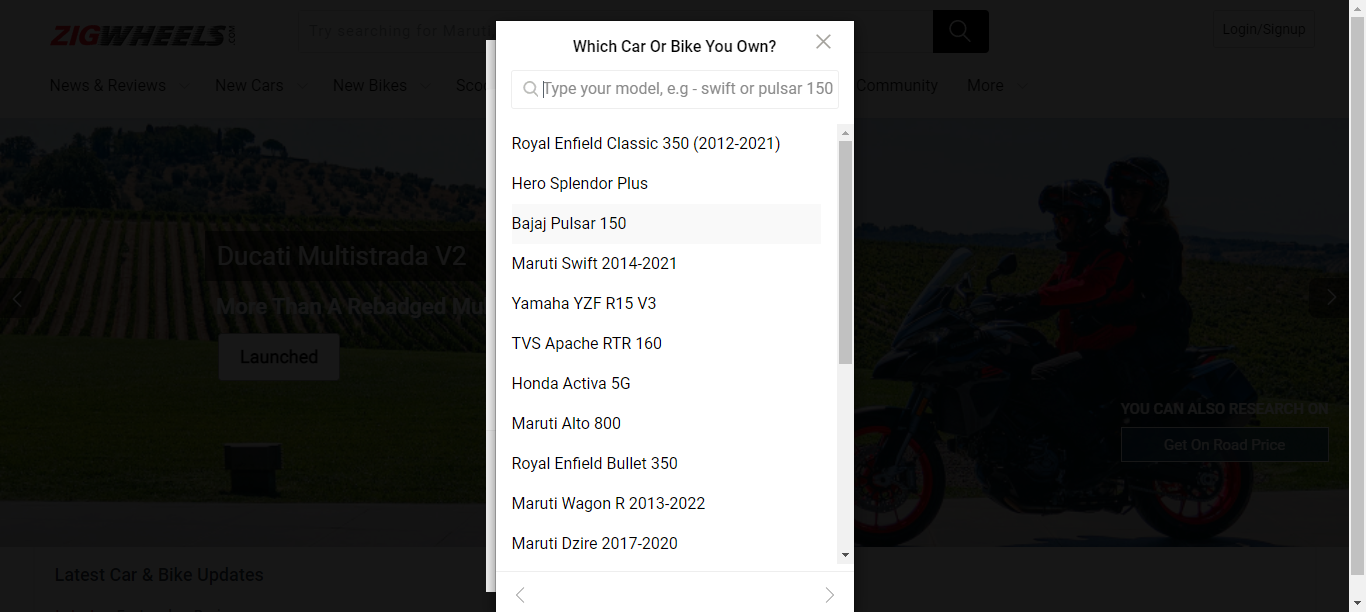 ZIGWHEELS.COM
Try searching for Marut
Login/Signup
News & Reviews
New Cars
New Bikes
Scoo
Community
More
Which Car Or Bike You Own?
Type your model, e.g - swift or pulsar 150
Royal Enfield Classic 350 (2012-2021)
Hero Splendor Plus
Bajaj Pulsar 150
Maruti Swift 2014-2021
Yamaha YZF R15 V3
TVS Apache RTR 160
Honda Activa 5G
Maruti Alto 800
Royal Enfield Bullet 350
Maruti Wagon R 2013-2022
Maruti Dzire 2017-2020
Ducati Multistrada V2
More Than A Rebadged Mul
Launched
YOU CAN ALSO RESEARCH ON
Get On Road Price
Latest Car & Bike Updates